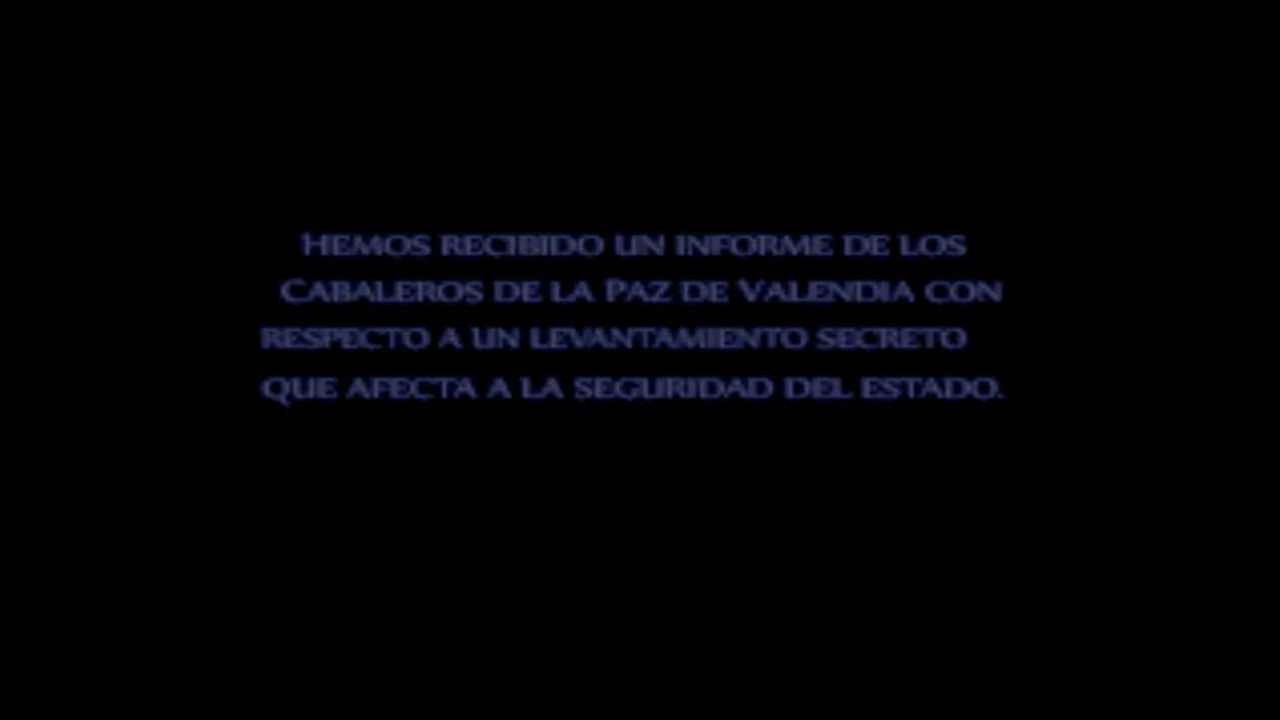 Hemos recibido un informe de los
Cabaleros de la Paz de Valendia con
respecto a un levantamiento secreto
que afecta a la seguridad del estado.